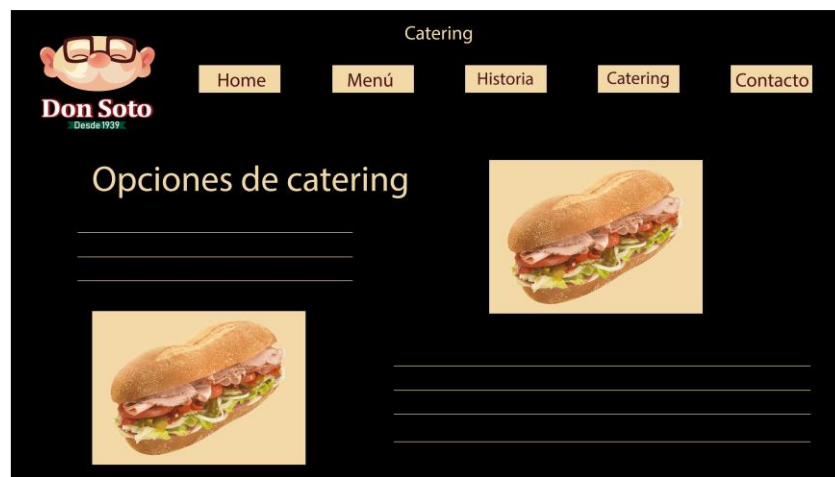 Catering
Home
Menú
Historia
Catering
Contacto
Don Soto
Desde 1939
Opciones de catering